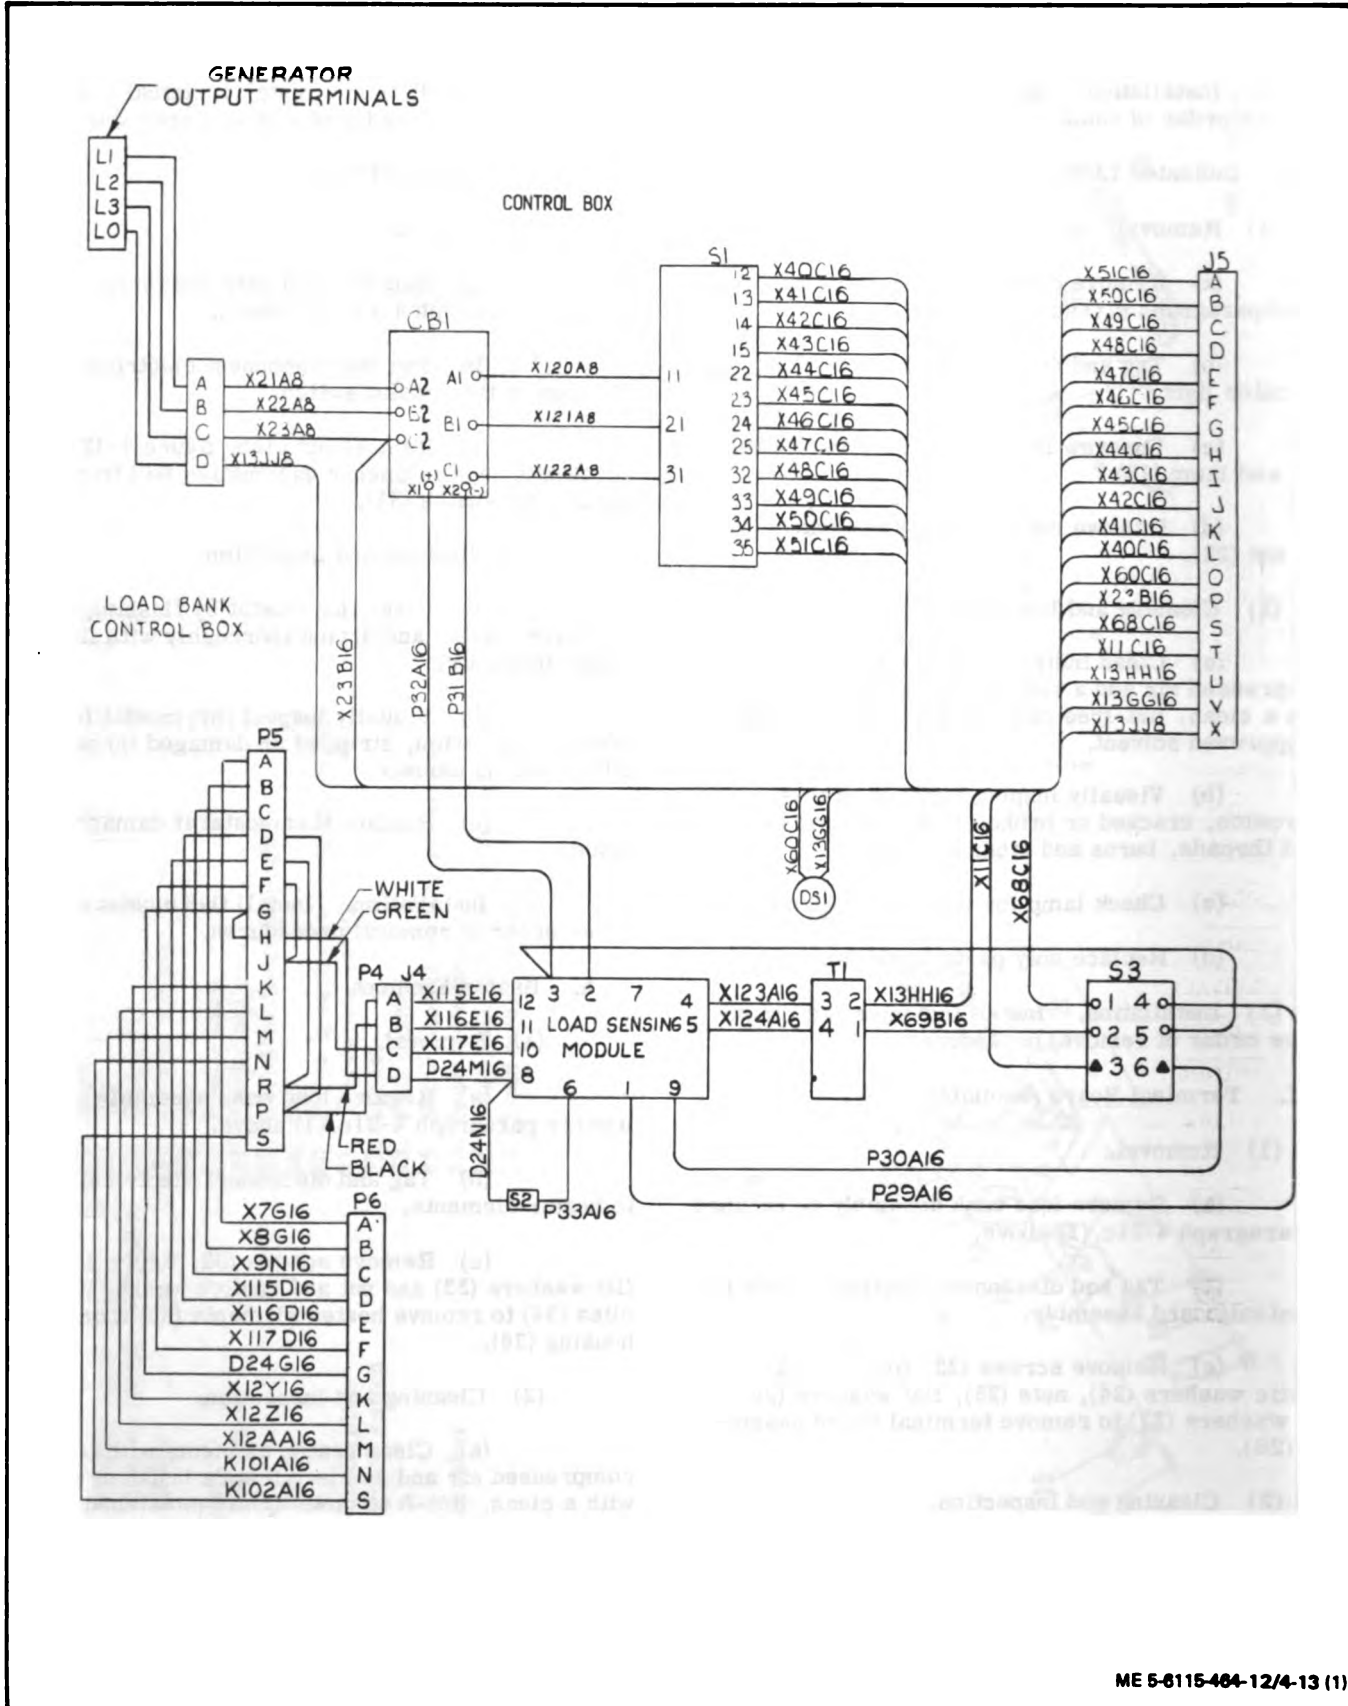 GENERATOR
OUTPUT TERMINALS
L1
L2
L3
LO
CONTROL BOX
A
B
C
D
X21A8
X22A8
X23A8
X13JJ8
CB1
A2
B2
C2
A1
B1
C1
X1 (+)
X2 (-)
X120A8
X121A8
X122A8
S1
11
21
31
12 X40C16
13 X41C16
14 X42C16
15 X43C16
22 X44C16
23 X45C16
24 X46C16
25 X47C16
32 X48C16
33 X49C16
34 X50C16
35 X51C16
J5
X51C16 A
X50C16 B
X49C16 C
X48C16 D
X47C16 E
X46C16 F
X45C16 G
X44C16 H
X43C16 I
X42C16 J
X41C16 K
X40C16 L
X60C16 O
P
X68C16 S
X11C16 T
X13HH16 U
X13GG16 V
X13JJ8 X
LOAD BANK
CONTROL BOX
X23B16
P32A16
P31B16
X60C16
X13GG16
DS1
X11C16
X68C16
P5
A
B
C
D
E
F
G
H
J
K
L
M
N
R
P
S
WHITE
GREEN
RED
BLACK
P4 J4
A X115E16 12
B X116E16 11
C X117E16 10
D D24M16 8
3 2 7 4
LOAD SENSING 5
MODULE
6 1 9
X123A16
X124A16
T1
3 2
4 1
X13HH16
X69B16
S3
1 4
2 5
3 6
D24N16
S2
P33A16
P30A16
P29A16
P6
X7G16 A
X8G16 B
X9N16 C
X115D16 D
X116D16 E
X117D16 F
D24G16 G
X12Y16 K
X12Z16 L
X12AA16 M
K101A16 N
K102A16 S
ME 5-6115-464-12/4-13 (1)